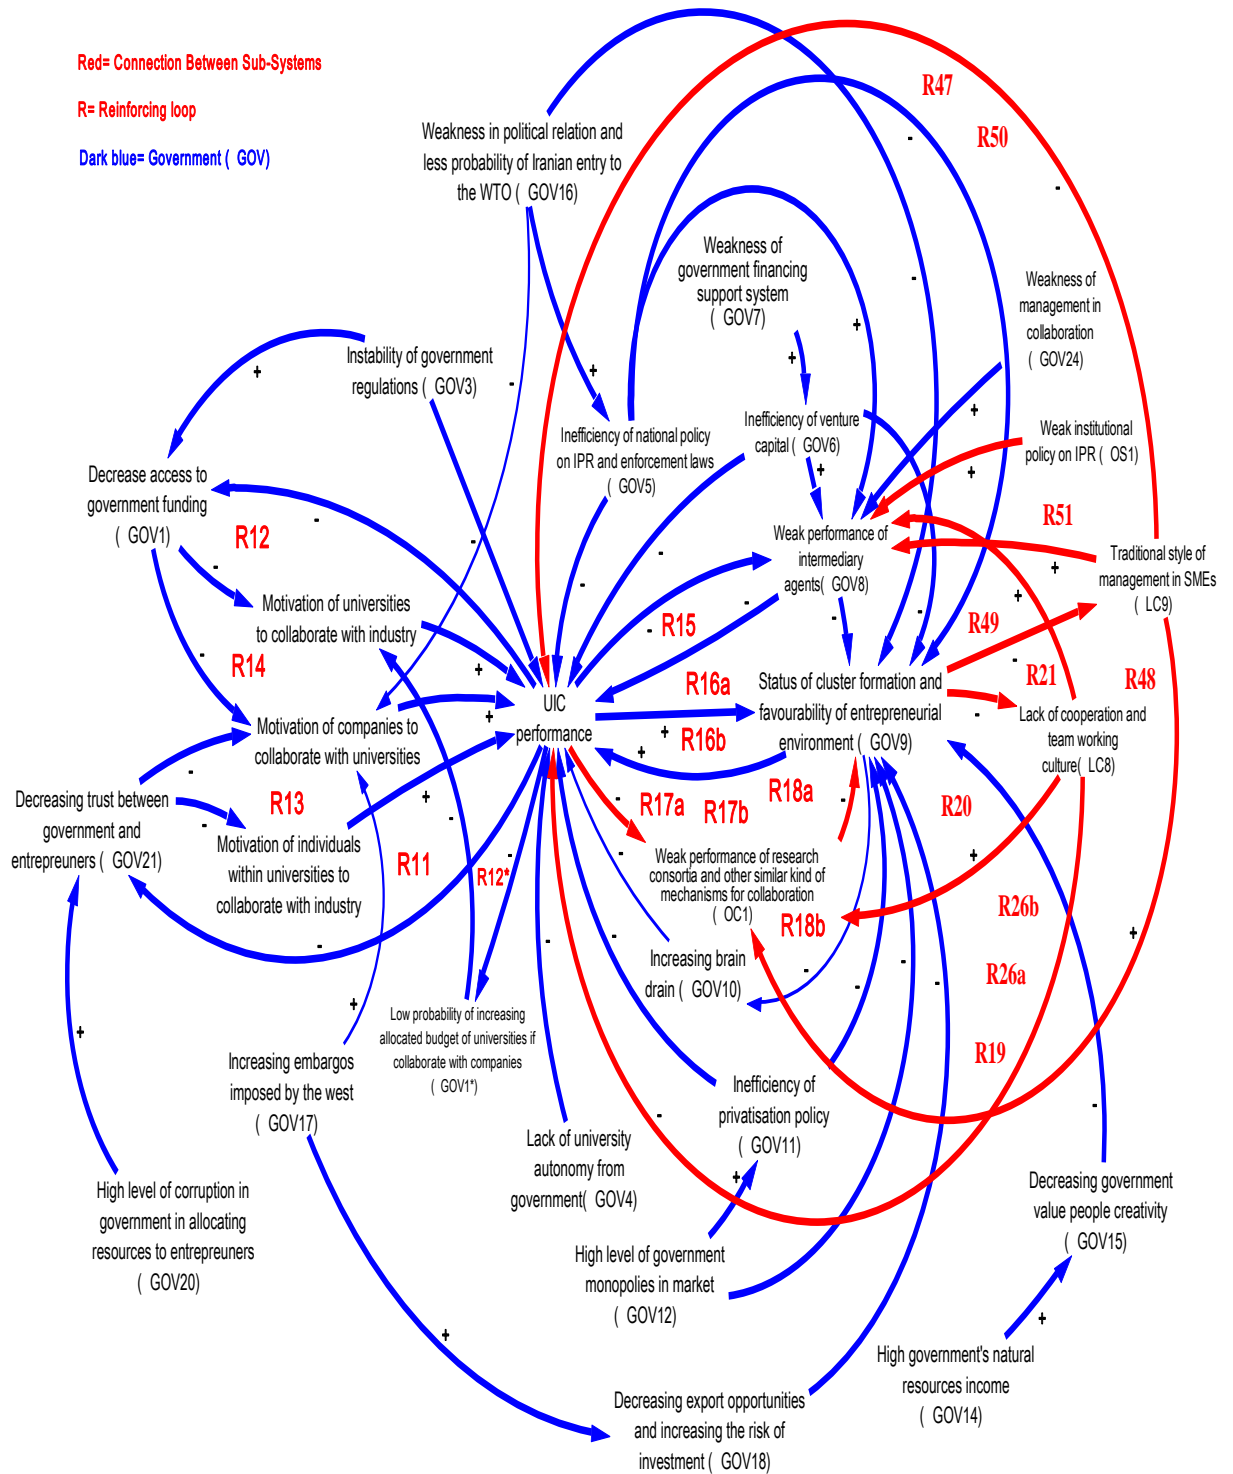 Red= Connection Between Sub-Systems
R= Reinforcing loop
Dark blue= Government ( GOV)
R47
R50
Weakness in political relation and
less probability of Iranian entry to
the WTO ( GOV16)
Weakness of
government financing
support system
( GOV7)
Weakness of
management in
collaboration
( GOV24)
Instability of government
regulations ( GOV3)
Inefficiency of national policy
on IPR and enforcement laws
( GOV5)
Inefficiency of venture
capital ( GOV6)
Weak institutional
policy on IPR ( OS1)
Decrease access to
government funding
( GOV1)
R12
R51
Weak performance of
intermediary
agents( GOV8)
Traditional style of
management in SMEs
( LC9)
Motivation of universities
to collaborate with industry
R14
R15
R49
R21
R48
Motivation of companies to
collaborate with universities
UIC
performance
R16a
R16b
Status of cluster formation and
favourability of entrepreneurial
environment ( GOV9)
Lack of cooperation and
team working
culture( LC8)
Decreasing trust between
government and
entrepreuners ( GOV21)
R13
Motivation of individuals
within universities to
collaborate with industry
R11
R12*
R17a
R17b
R18a
R20
Weak performance of research
consortia and other similar kind of
mechanisms for collaboration
( OC1)
R18b
R26b
R26a
R19
Increasing brain
drain ( GOV10)
Low probability of increasing
allocated budget of universities if
collaborate with companies
( GOV1*)
Increasing embargos
imposed by the west
( GOV17)
Inefficiency of
privatisation policy
( GOV11)
Lack of university
autonomy from
government( GOV4)
High level of corruption in
government in allocating
resources to entrepreuners
( GOV20)
Decreasing government
value people creativity
( GOV15)
High level of government
monopolies in market
( GOV12)
High government's natural
resources income
( GOV14)
Decreasing export opportunities
and increasing the risk of
investment ( GOV18)